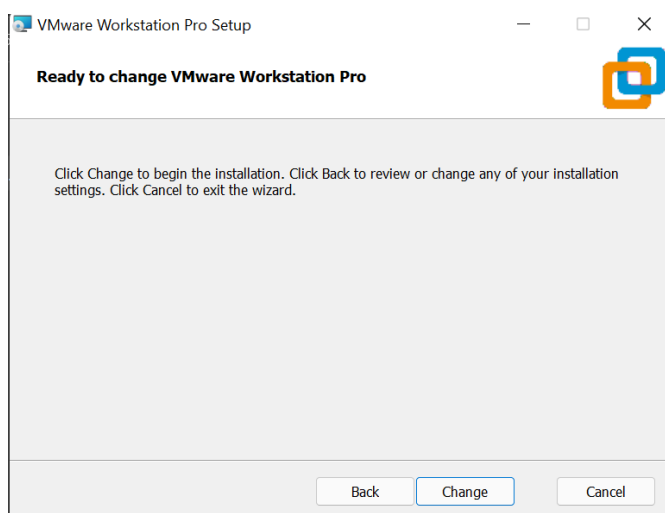 VMware Workstation Pro Setup
Ready to change VMware Workstation Pro
Click Change to begin the installation. Click Back to review or change any of your installation
settings. Click Cancel to exit the wizard.
Back Change Cancel